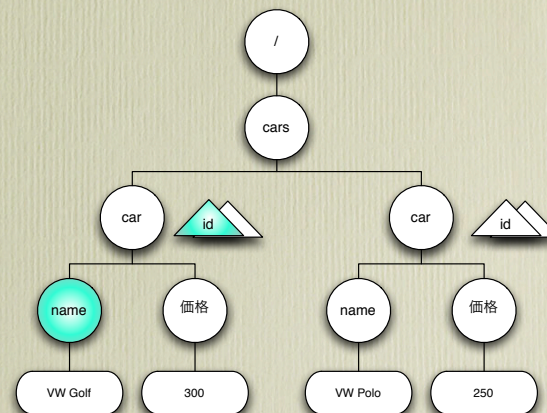 /
cars
car
id
car
id
name
価格
name
価格
VW Golf
300
VW Polo
250